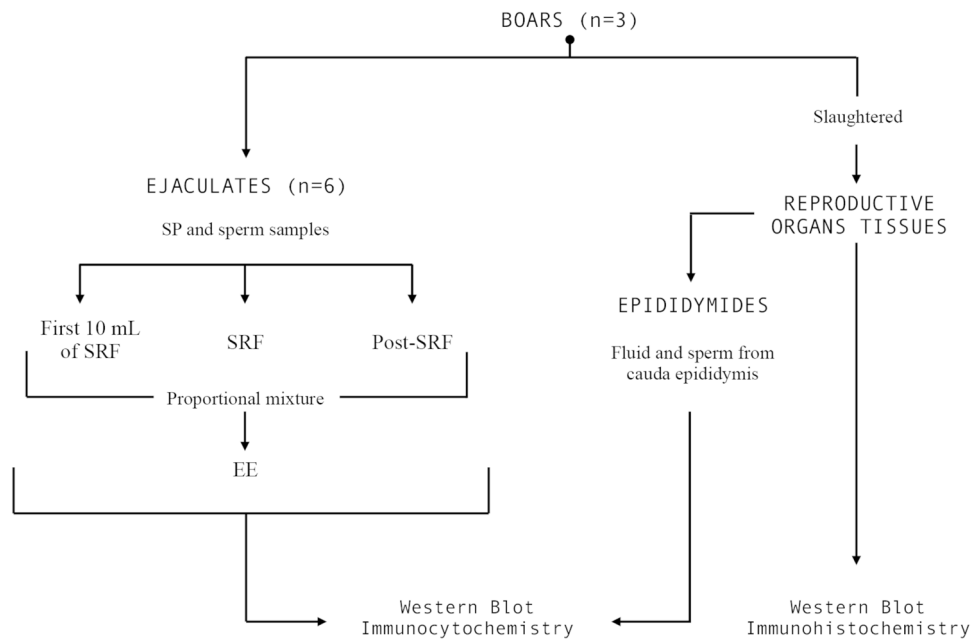 BOARS (n=3)
Slaughtered
EJACULATES (n=6)
SP and sperm samples
REPRODUCTIVE
ORGANS TISSUES
First 10 mL
of SRF
SRF
Post-SRF
EPIDIDYMIDES
Fluid and sperm from
cauda epididymis
Proportional mixture
EE
Western Blot
Immunocytochemistry
Western Blot
Immunohistochemistry